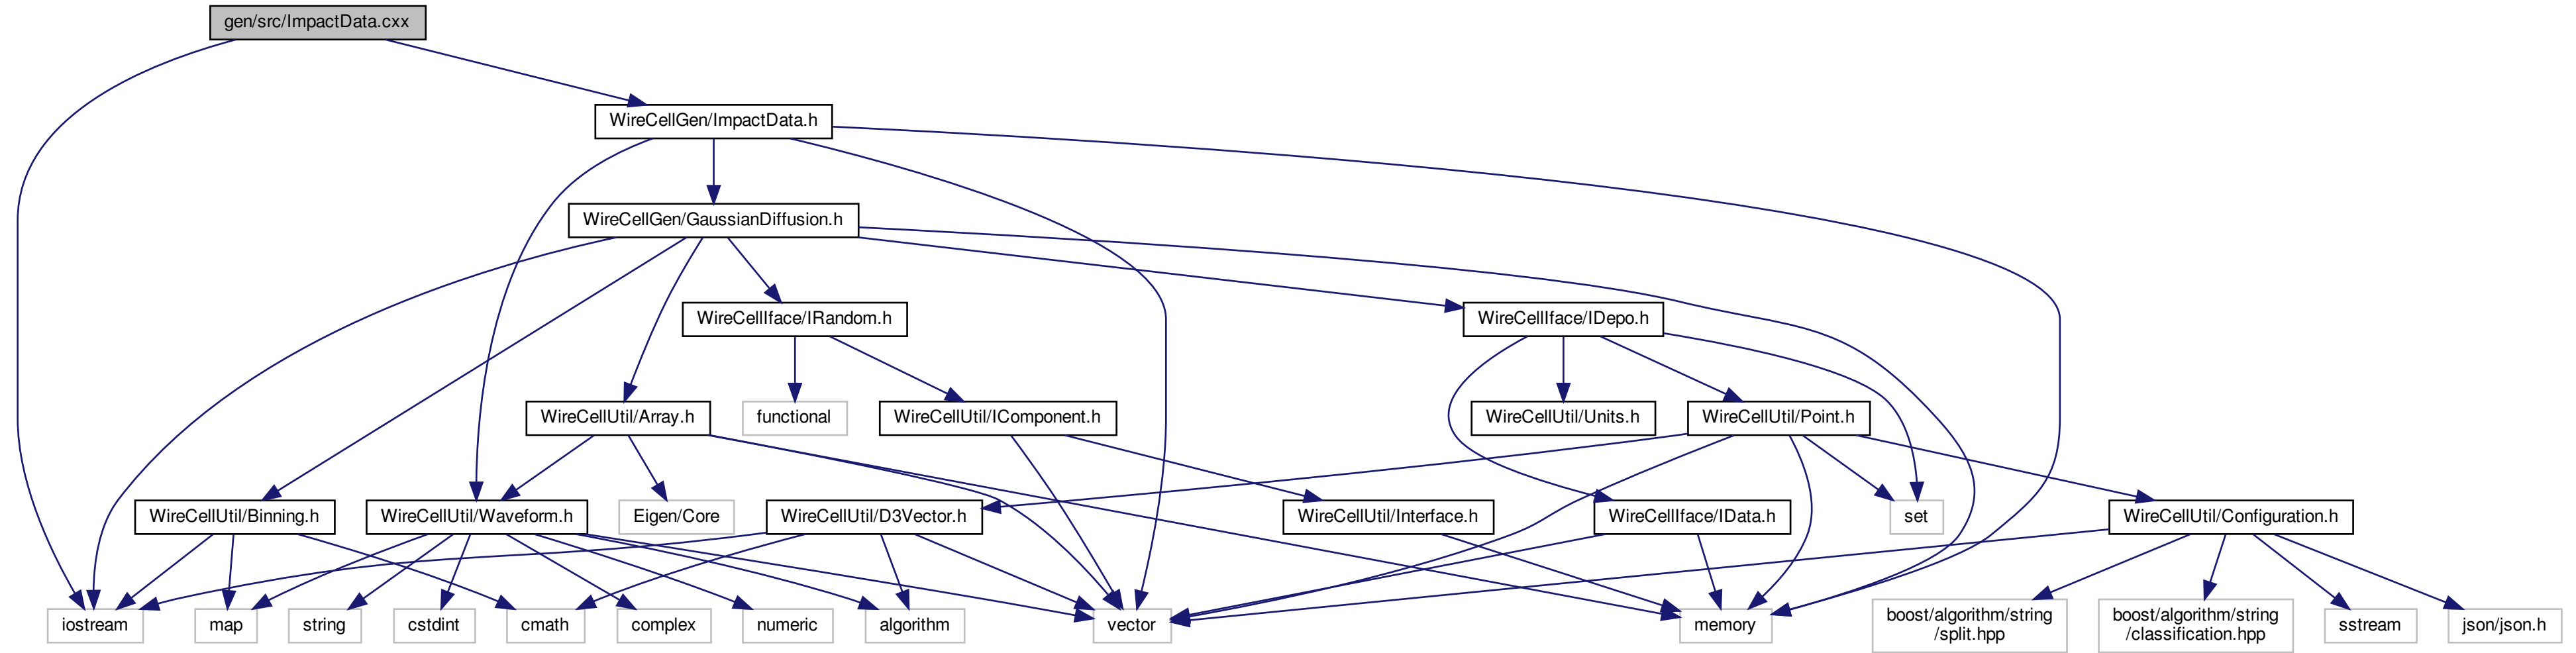 gen/src/ImpactData.cxx
WireCellGen/ImpactData.h
WireCellGen/GaussianDiffusion.h
WireCellIface/IRandom.h
WireCellIface/IDepo.h
WireCellUtil/Array.h
functional
WireCellUtil/IComponent.h
WireCellUtil/Units.h
WireCellUtil/Point.h
WireCellUtil/Binning.h
WireCellUtil/Waveform.h
Eigen/Core
WireCellUtil/D3Vector.h
WireCellUtil/Interface.h
WireCellIface/IData.h
set
WireCellUtil/Configuration.h
iostream
map
string
cstdint
cmath
complex
numeric
algorithm
vector
memory
boost/algorithm/string
/split.hpp
boost/algorithm/string
/classification.hpp
sstream
json/json.h